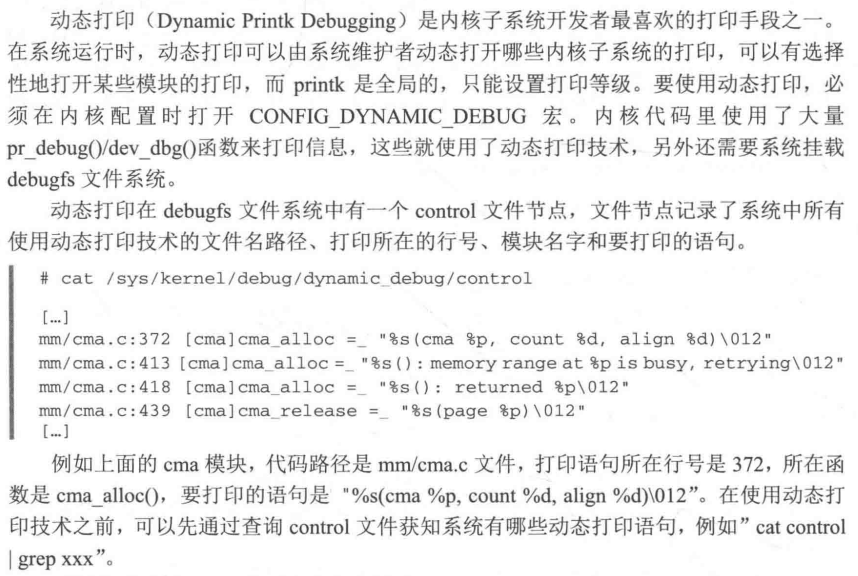 动态打印（Dynamic Printk Debugging）是内核子系统开发者最喜欢的打印手段之一。
在系统运行时，动态打印可以由系统维护者动态打开哪些内核子系统的打印，可以有选择
性地打开某些模块的打印，而 printk 是全局的，只能设置打印等级。要使用动态打印，必
须在内核配置时打开 CONFIG_DYNAMIC_DEBUG 宏。内核代码里使用了大量
pr_debug()/dev_dbg()函数来打印信息，这些就使用了动态打印技术，另外还需要系统挂载
debugfs 文件系统。
动态打印在 debugfs 文件系统中有一个 control 文件节点，文件节点记录了系统中所有
使用动态打印技术的文件名路径、打印所在的行号、模块名字和要打印的语句。
# cat /sys/kernel/debug/dynamic_debug/control
[…]
mm/cma.c:372 [cma]cma_alloc =_ "%s(cma %p, count %d, align %d)\012"
mm/cma.c:413 [cma]cma_alloc =_ "%s(): memory range at %p is busy, retrying\012"
mm/cma.c:418 [cma]cma_alloc =_ "%s(): returned %p\012"
mm/cma.c:439 [cma]cma_release =_ "%s(page %p)\012"
[…]
例如上面的 cma 模块，代码路径是 mm/cma.c 文件，打印语句所在行号是 372，所在函
数是 cma_alloc()，要打印的语句是 "%s(cma %p, count %d, align %d)\012”。在使用动态打
印技术之前，可以先通过查询 control 文件获知系统有哪些动态打印语句，例如” cat control
| grep xxx ”。